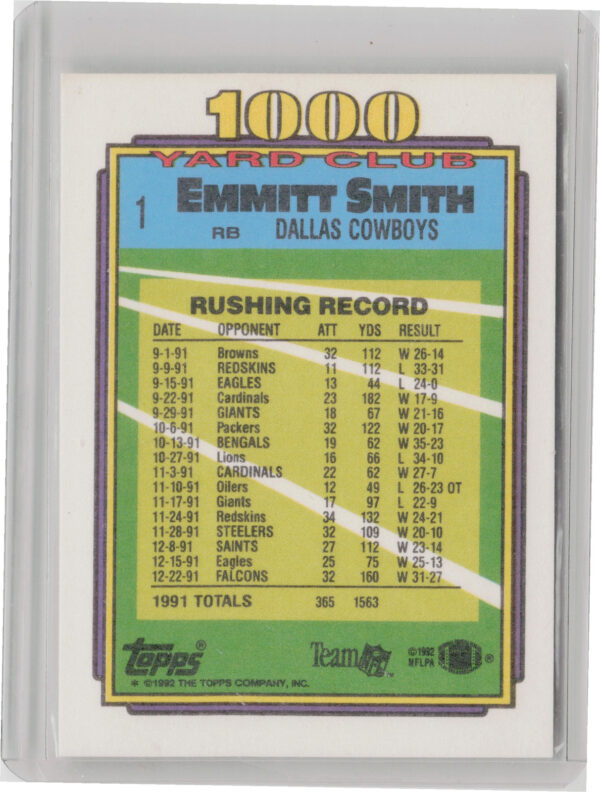 1000
YARD CLUB
1 EMMITT SMITH
RB DALLAS COWBOYS
RUSHING RECORD
DATE OPPONENT ATT YDS RESULT
9-1-91 Browns 32 112 W 26-14
9-9-91 REDSKINS 11 112 L 33-31
9-15-91 EAGLES 13 44 L 24-0
9-22-91 Cardinals 23 182 W 17-9
9-29-91 GIANTS 18 67 W 21-16
10-6-91 Packers 32 122 W 20-17
10-13-91 BENGALS 19 62 W 35-23
10-27-91 Lions 16 66 L 34-10
11-3-91 CARDINALS 22 62 W 27-7
11-10-91 Oilers 12 49 L 26-23 OT
11-17-91 Giants 17 97 L 22-9
11-24-91 Redskins 34 132 W 24-21
11-28-91 STEELERS 32 109 W 20-10
12-8-91 SAINTS 27 112 W 23-14
12-15-91 Eagles 25 75 W 25-13
12-22-91 FALCONS 32 160 W 31-27
1991 TOTALS 365 1563
Topps® Team NFL™ ©1992 NFLPA ®
* ©1992 THE TOPPS COMPANY, INC.